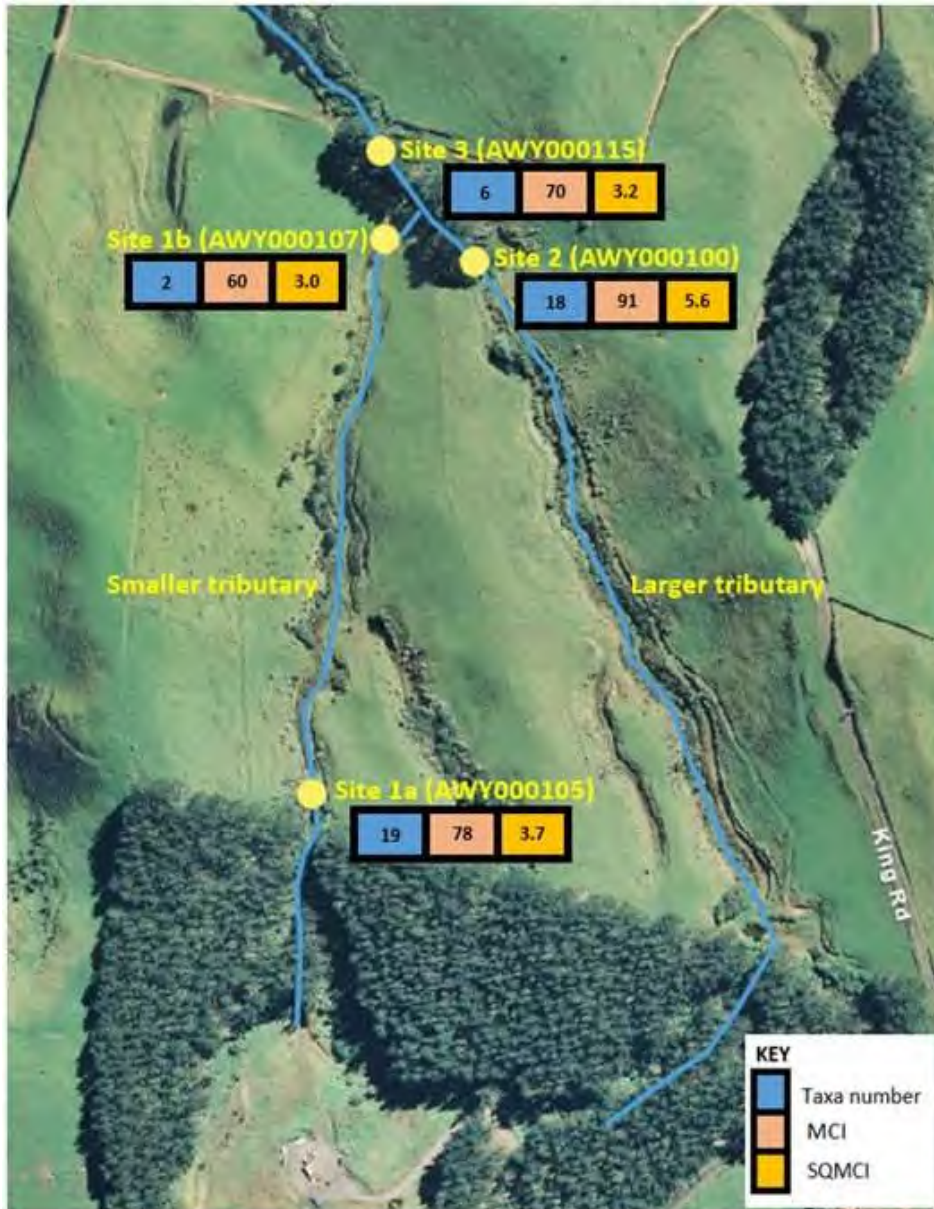 Site 3 (AWY000115)
6 70 3.2
Site 1b (AWY000107)
2 60 3.0
Site 2 (AWY000100)
18 91 5.6
Smaller tributary
Larger tributary
Site 1a (AWY000105)
19 78 3.7
King Rd
KEY
Taxa number
MCI
SQMCI